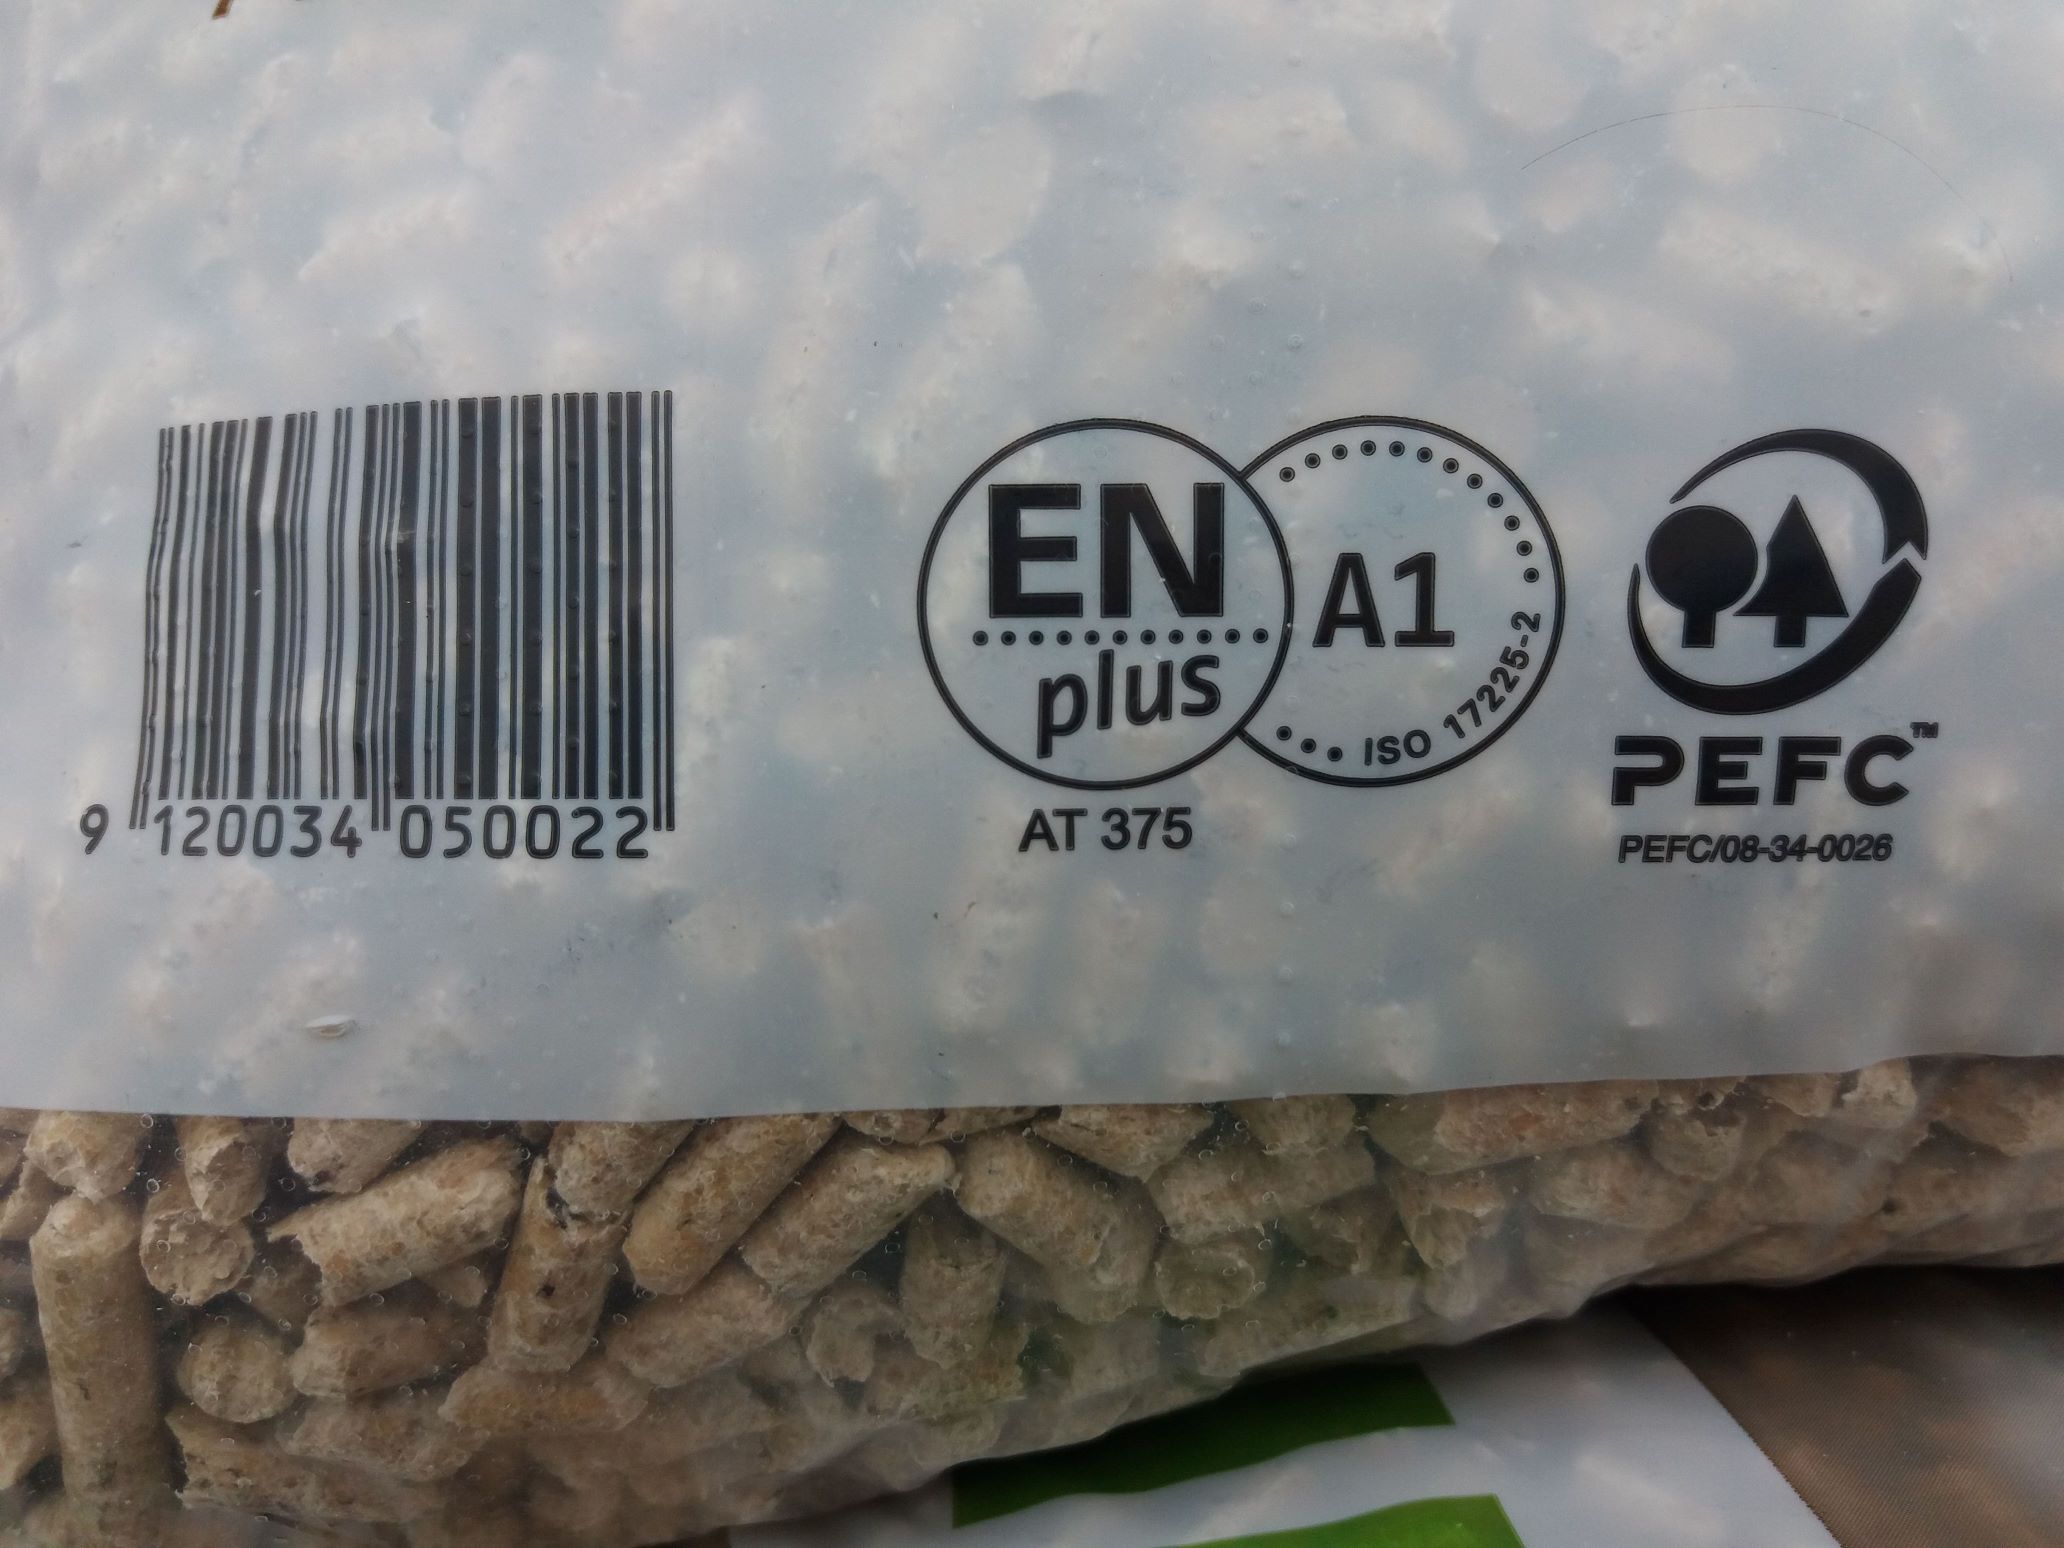 9 120034 050022
EN
plus
A1
ISO 17225-2
AT 375
PEFC™
PEFC/08-34-0026